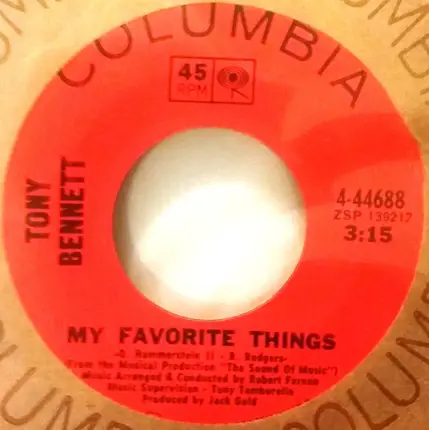 COLUMBIA
45
RPM
TONY
BENNETT
4-44688
ZSP 139217
3:15
MY FAVORITE THINGS
-O. Hammerstein II - R. Rodgers-
(From the Musical Production "The Sound Of Music")
Music Arranged & Conducted by Robert Farnon
Music Supervision - Tony Tamburello
Produced by Jack Gold
COLUMBIA